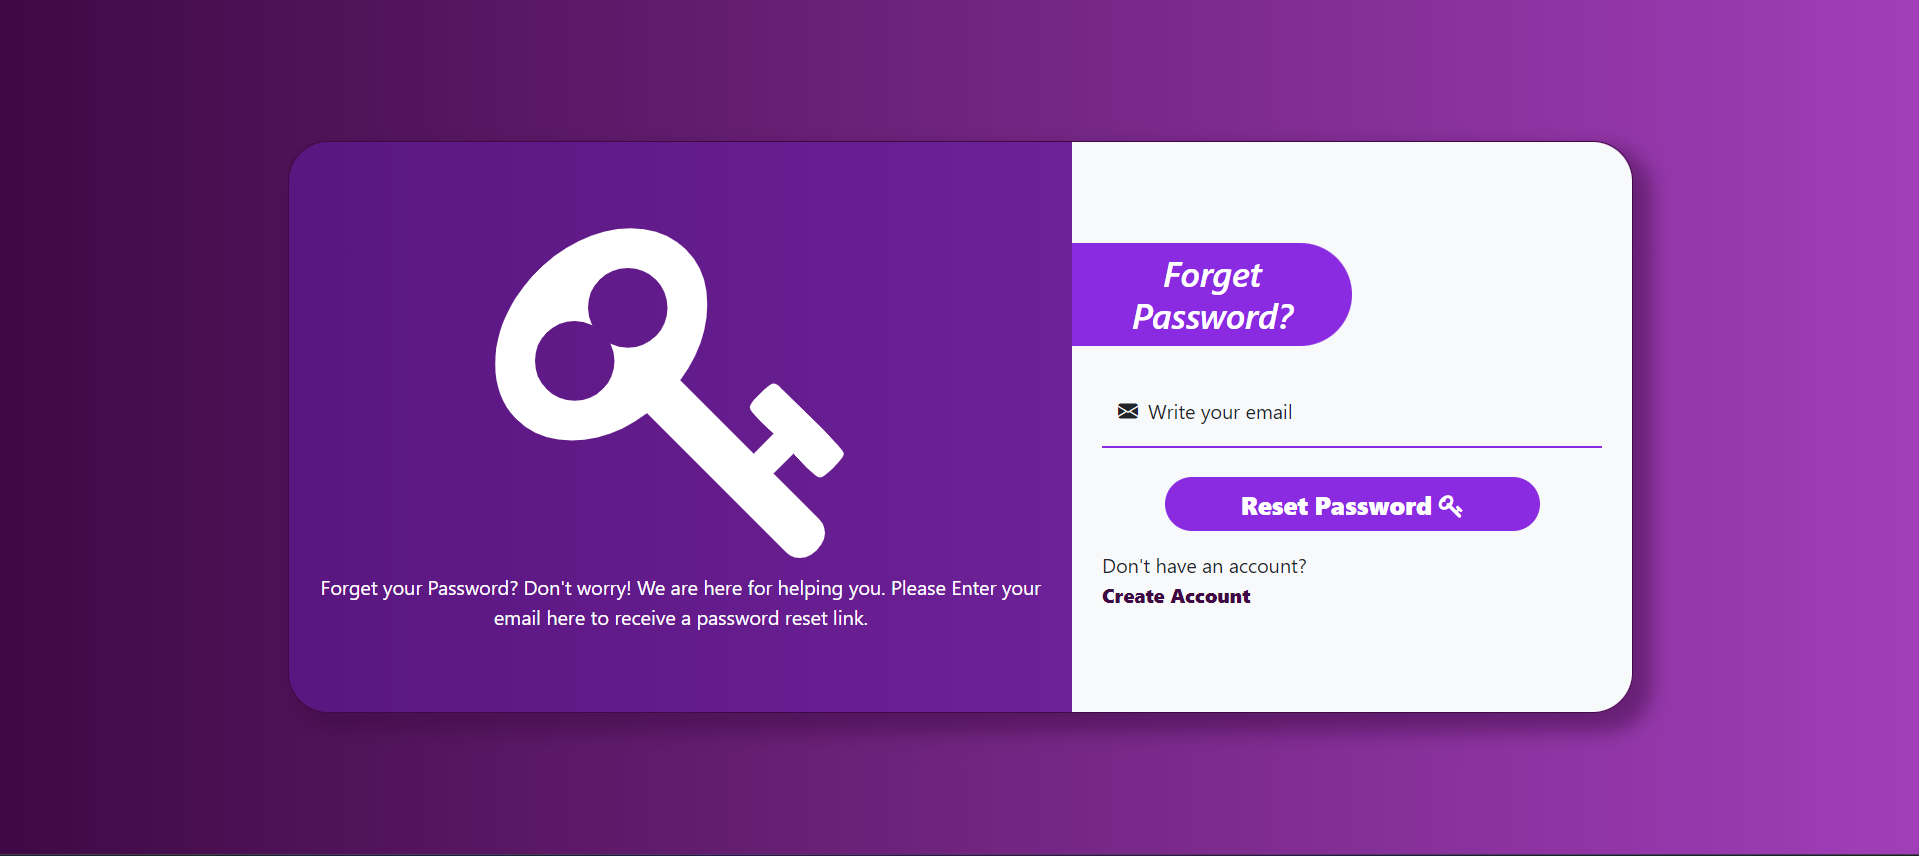 Forget your Password? Don't worry! We are here for helping you. Please Enter your
email here to receive a password reset link.
Forget
Password?
Write your email
Reset Password
Don't have an account?
Create Account